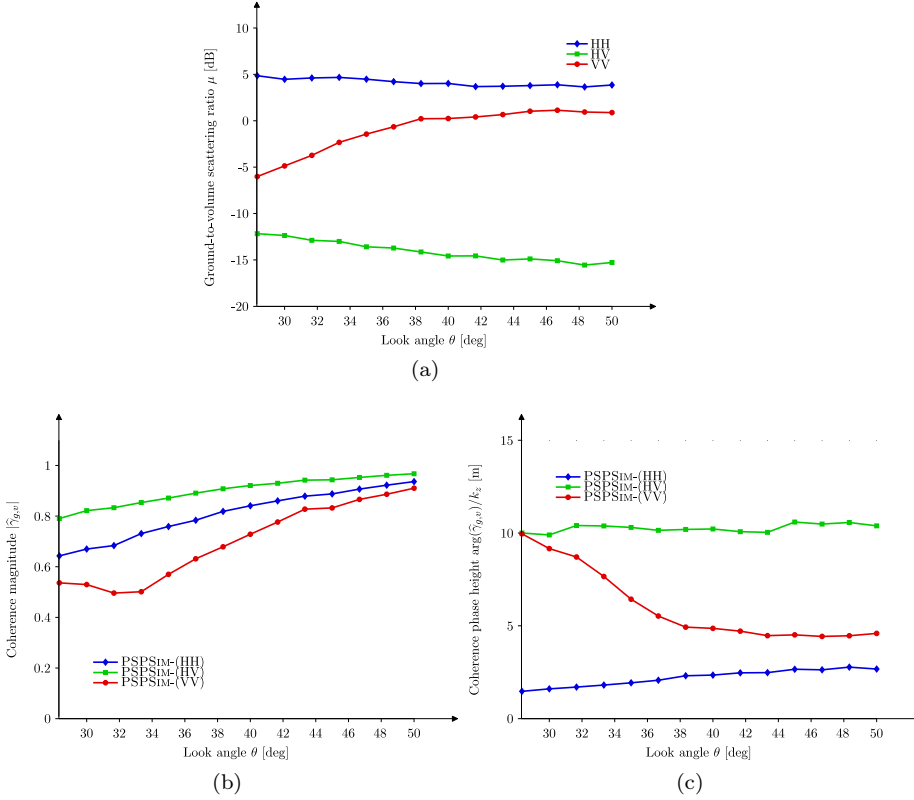 10
5
0
-5
-10
-15
-20
Ground-to-volume scattering ratio μ [dB]
HH
HV
VV
30 32 34 36 38 40 42 44 46 48 50
Look angle θ [deg]
(a)
1
0.8
0.6
0.4
0.2
0
Coherence magnitude |γ̂g,v|
PSPSIM-(HH)
PSPSIM-(HV)
PSPSIM-(VV)
30 32 34 36 38 40 42 44 46 48 50
Look angle θ [deg]
(b)
15
10
5
0
Coherence phase height arg(γ̂g,v)/kz [m]
PSPSIM-(HH)
PSPSIM-(HV)
PSPSIM-(VV)
30 32 34 36 38 40 42 44 46 48 50
Look angle θ [deg]
(c)